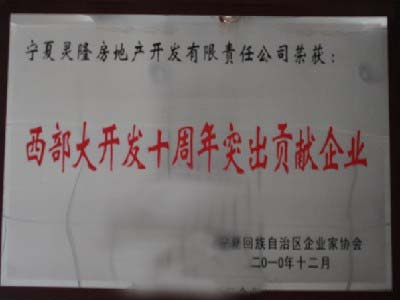 宁夏灵隆房地产开发有限责任公司荣获：
西部大开发十周年突出贡献企业
宁夏回族自治区企业家协会
二〇一〇年十二月